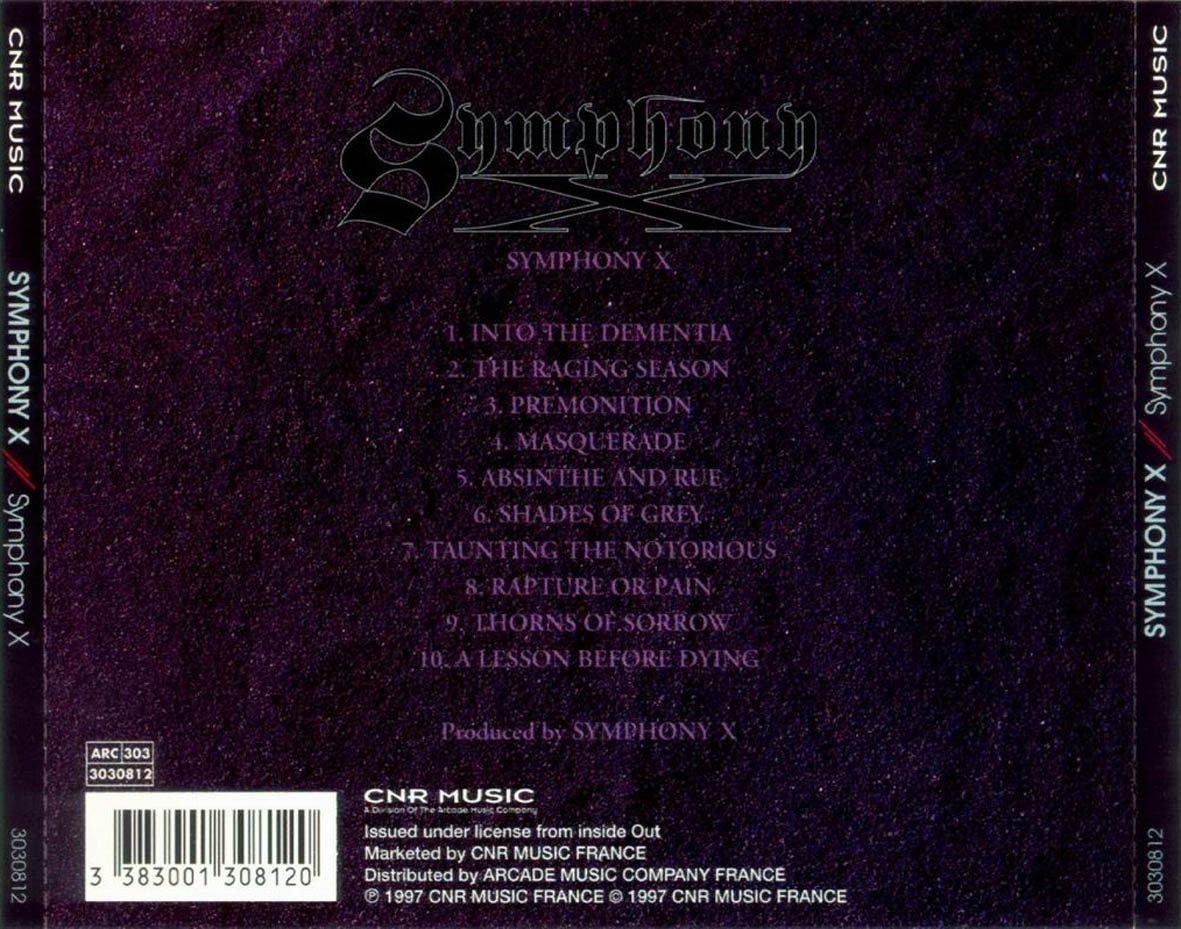 CNR MUSIC
SYMPHONY X // Symphony X
3030812
Symphony
X
SYMPHONY X
1. INTO THE DEMENTIA
2. THE RAGING SEASON
3. PREMONITION
4. MASQUERADE
5. ABSINTHE AND RUE
6. SHADES OF GREY
7. TAUNTING THE NOTORIOUS
8. RAPTURE OR PAIN
9. THORNS OF SORROW
10. A LESSON BEFORE DYING
Produced by SYMPHONY X
ARC 303
3030812
3 383001 308120
CNR MUSIC
A Division Of The Arcade Music Company
Issued under license from inside Out
Marketed by CNR MUSIC FRANCE
Distributed by ARCADE MUSIC COMPANY FRANCE
℗ 1997 CNR MUSIC FRANCE © 1997 CNR MUSIC FRANCE
CNR MUSIC
SYMPHONY X // Symphony X
3030812